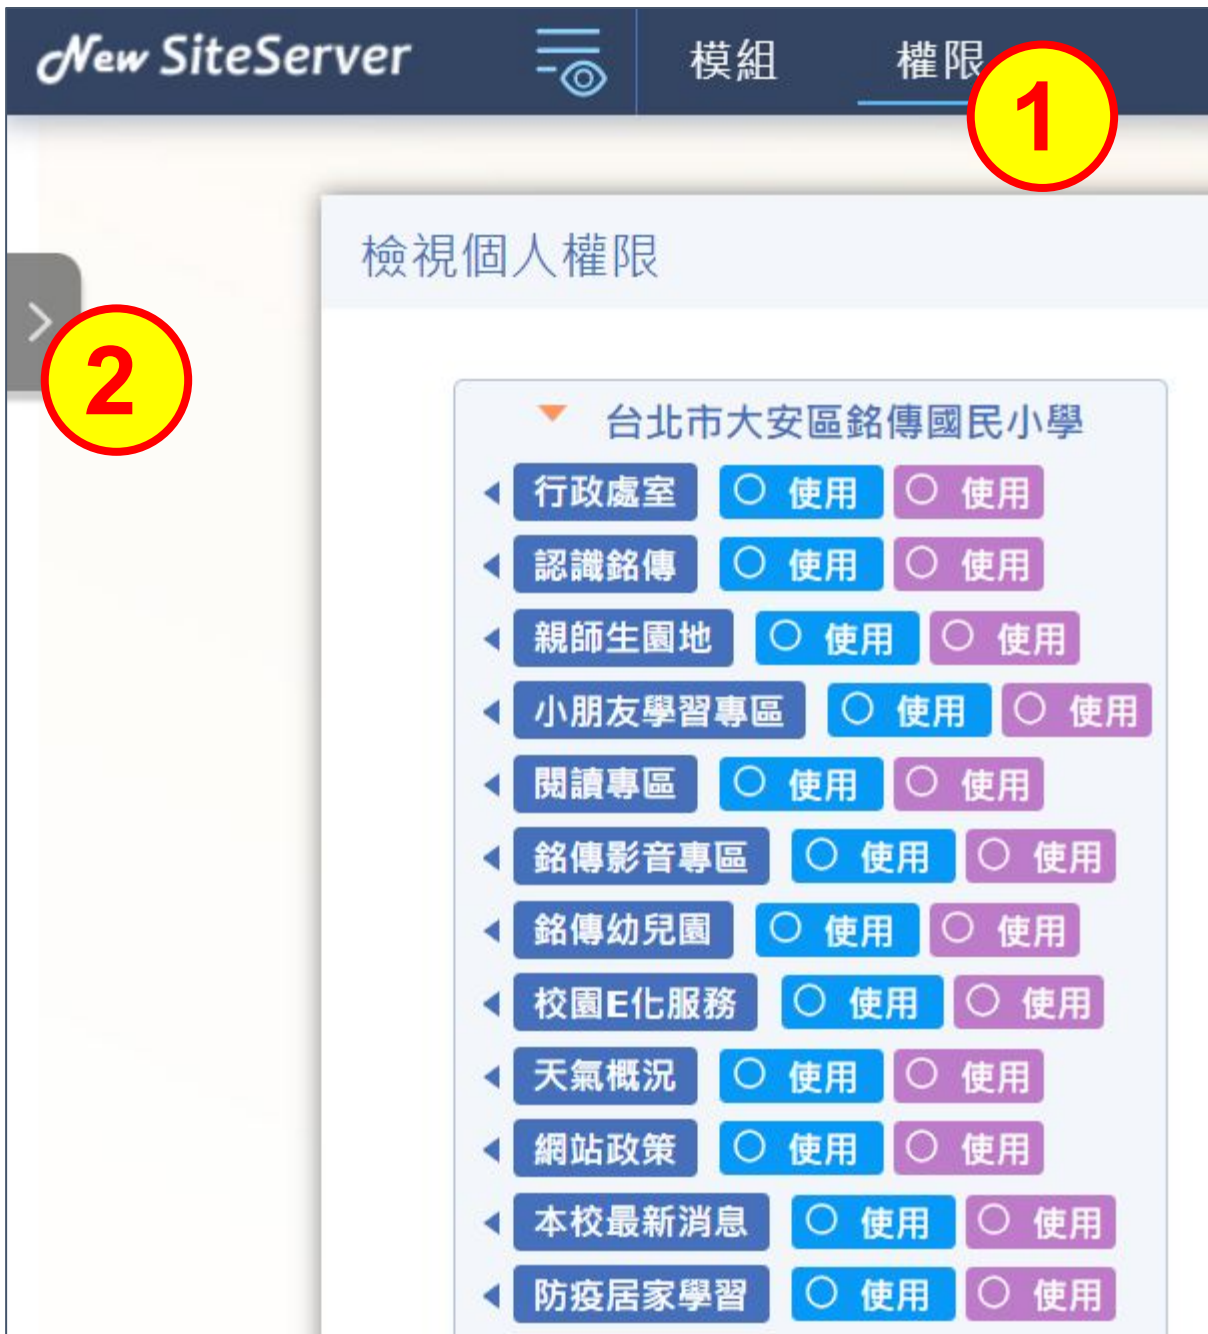 New SiteServer 模組 權限
1
檢視個人權限
2
台北市大安區銘傳國民小學
行政處室 使用 使用
認識銘傳 使用 使用
親師生園地 使用 使用
小朋友學習專區 使用 使用
閱讀專區 使用 使用
銘傳影音專區 使用 使用
銘傳幼兒園 使用 使用
校園E化服務 使用 使用
天氣概況 使用 使用
網站政策 使用 使用
本校最新消息 使用 使用
防疫居家學習 使用 使用